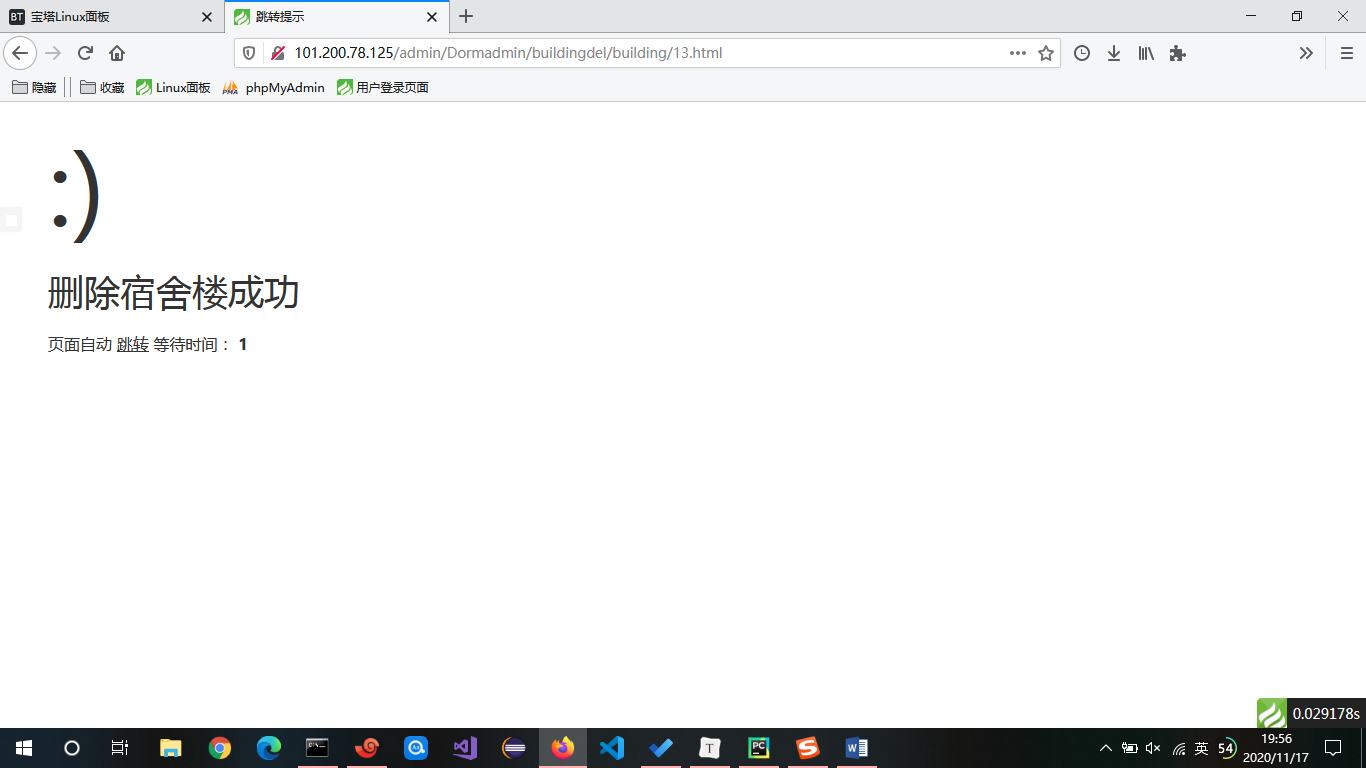 BT 宝塔Linux面板
跳转提示
101.200.78.125/admin/Dormadmin/buildingdel/building/13.html
隐藏
收藏
Linux面板
phpMyAdmin
用户登录页面
:)
删除宿舍楼成功
页面自动 跳转 等待时间： 1
0.029178s
英
54
19:56
2020/11/17